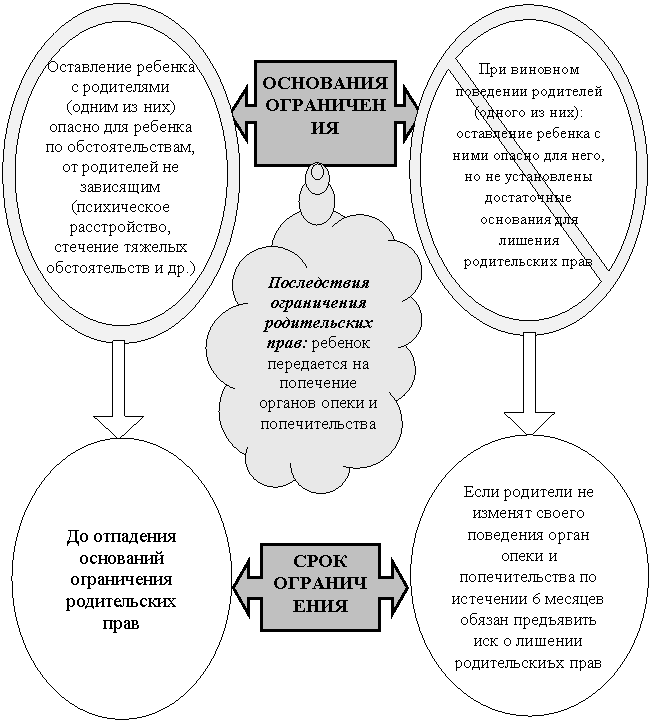 Оставление ребенка
с родителями
(одним из них)
опасно для ребенка
по обстоятельствам,
от родителей не
зависящим
(психическое
расстройство,
стечение тяжелых
обстоятельств и др.)
ОСНОВАНИЯ
ОГРАНИЧЕН
ИЯ
При виновном
поведении родителей
(одного из них):
оставление ребенка с
ними опасно для него,
но не установлены
достаточные
основания для
лишения
родительских прав
Последствия
ограничения
родительских
прав: ребенок
передается на
попечение
органов опеки и
попечительства
До отпадения
оснований
ограничения
родительских
прав
СРОК
ОГРАНИЧ
ЕНИЯ
Если родители не
изменят своего
поведения орган
опеки и
попечительства по
истечении 6 месяцев
обязан предъявить
иск о лишении
родительскиъх прав